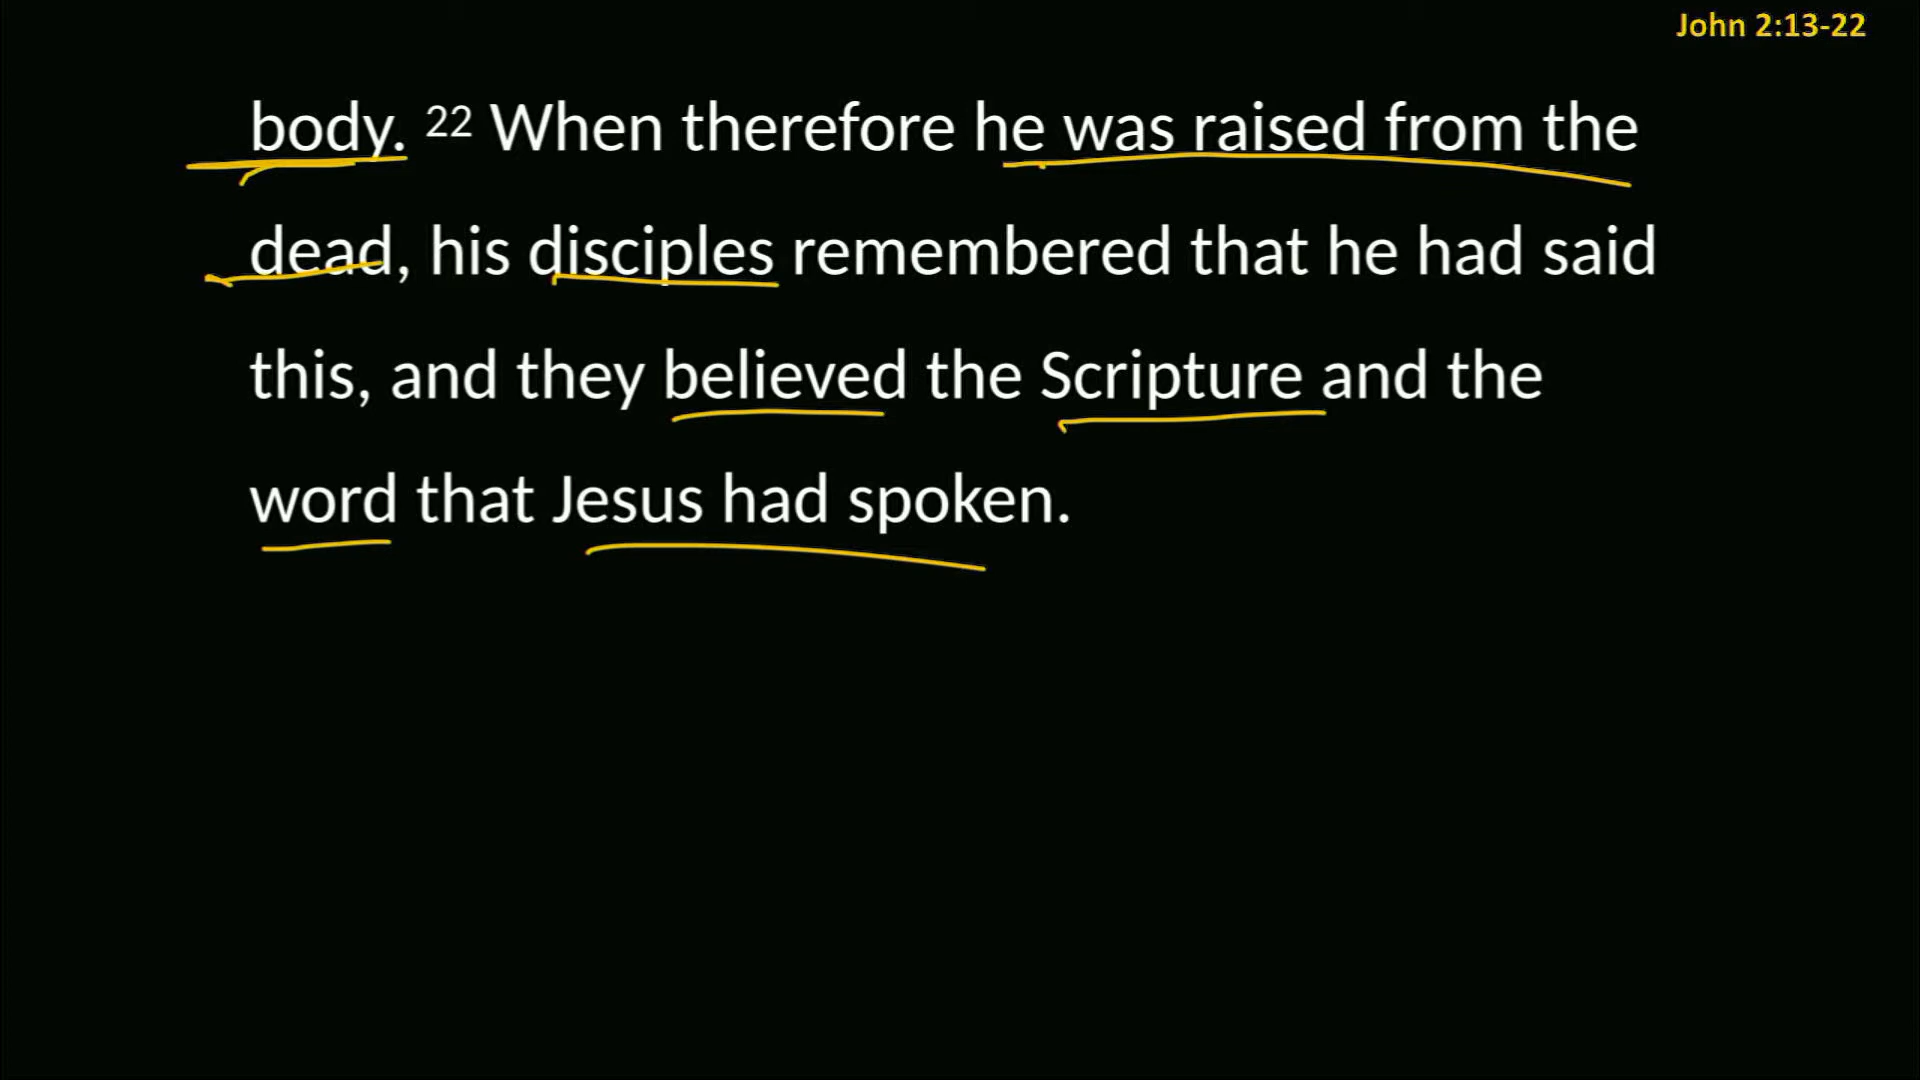 John 2:13-22
body. 22 When therefore he was raised from the
dead, his disciples remembered that he had said
this, and they believed the Scripture and the
word that Jesus had spoken.